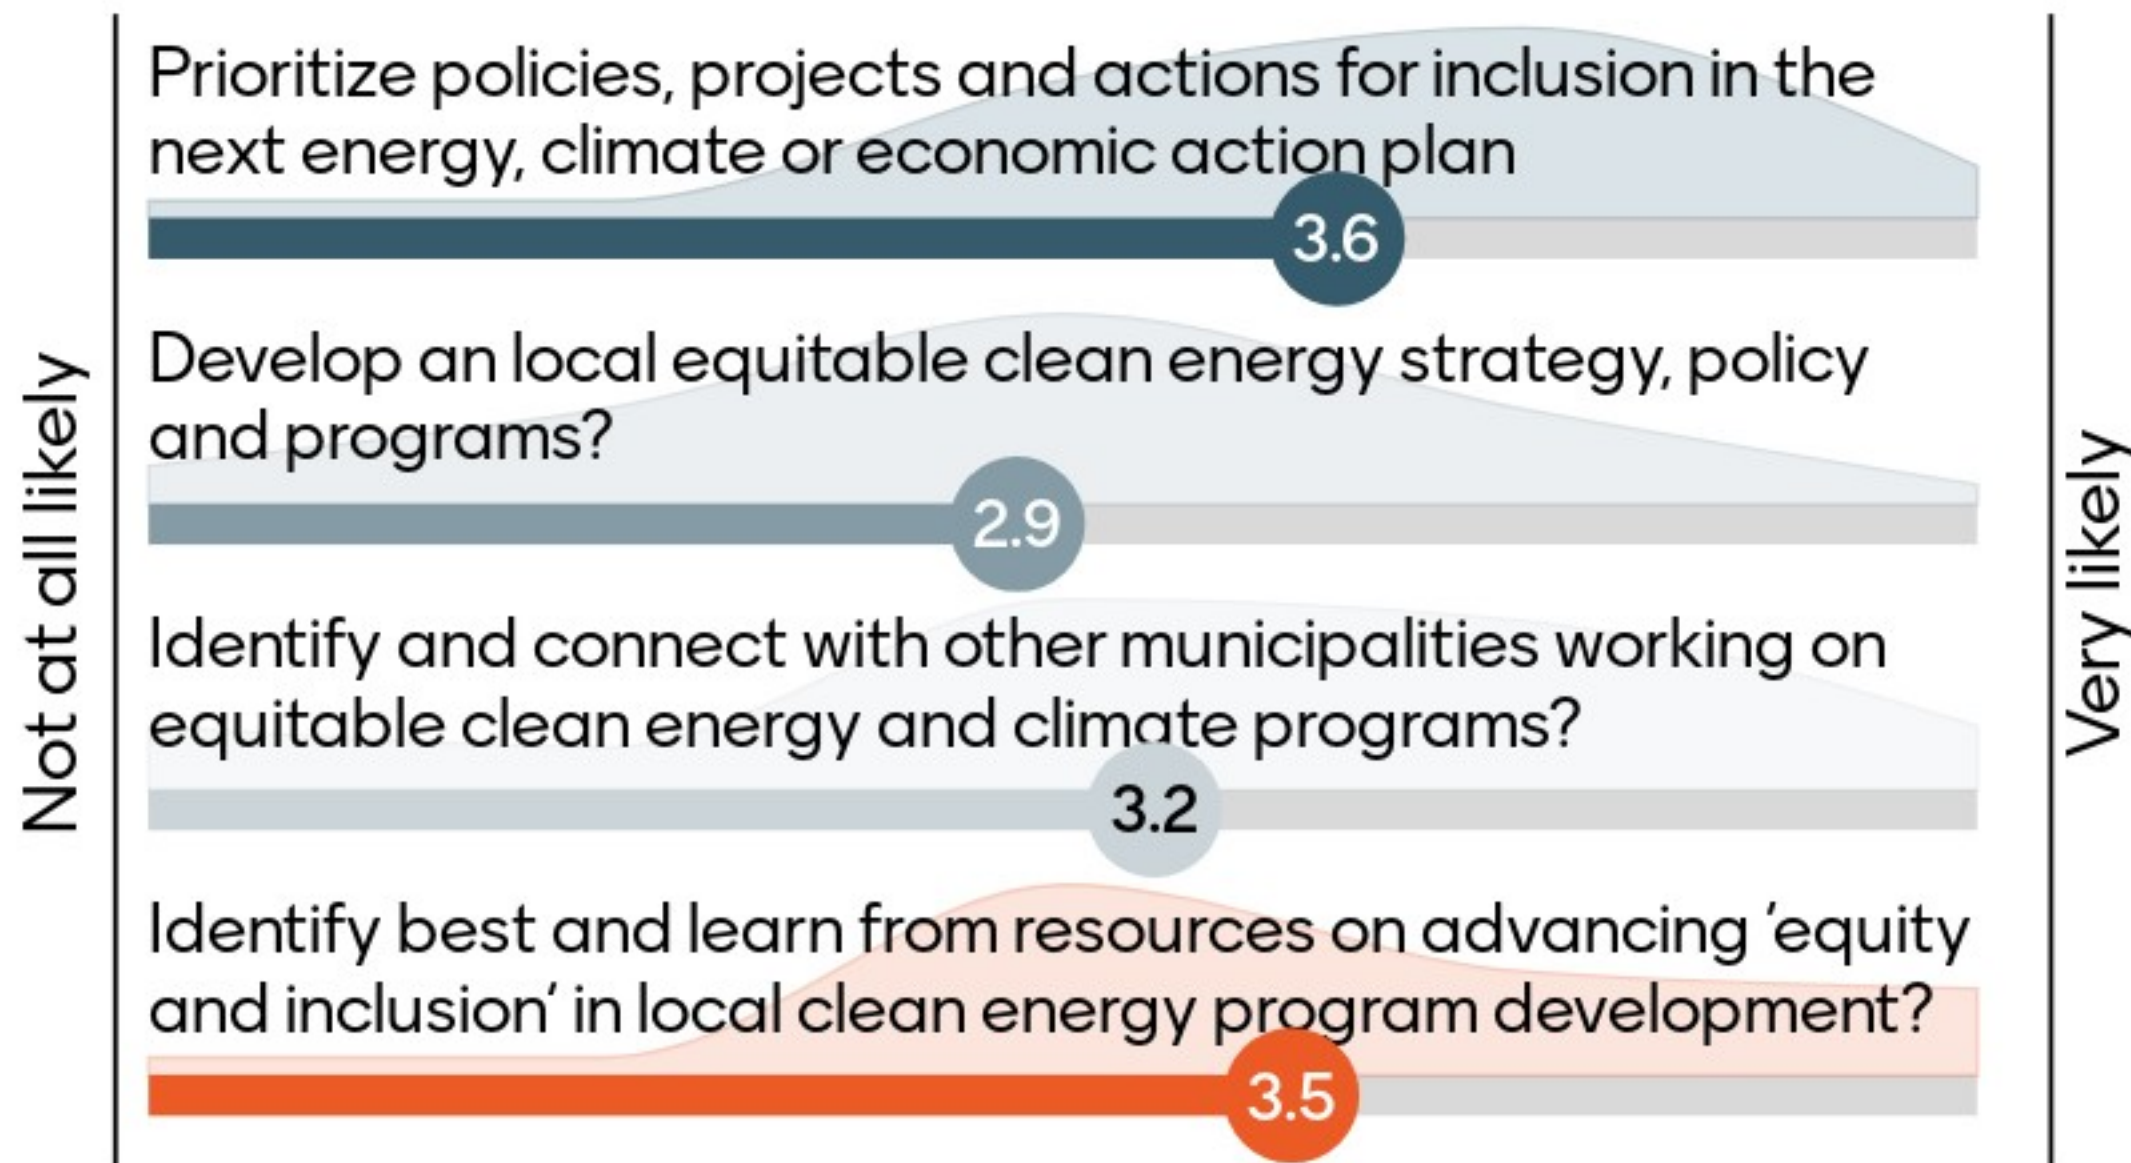 Not at all likely
Prioritize policies, projects and actions for inclusion in the
next energy, climate or economic action plan
3.6
Develop an local equitable clean energy strategy, policy
and programs?
2.9
Identify and connect with other municipalities working on
equitable clean energy and climate programs?
3.2
Identify best and learn from resources on advancing ‘equity
and inclusion’ in local clean energy program development?
3.5
Very likely